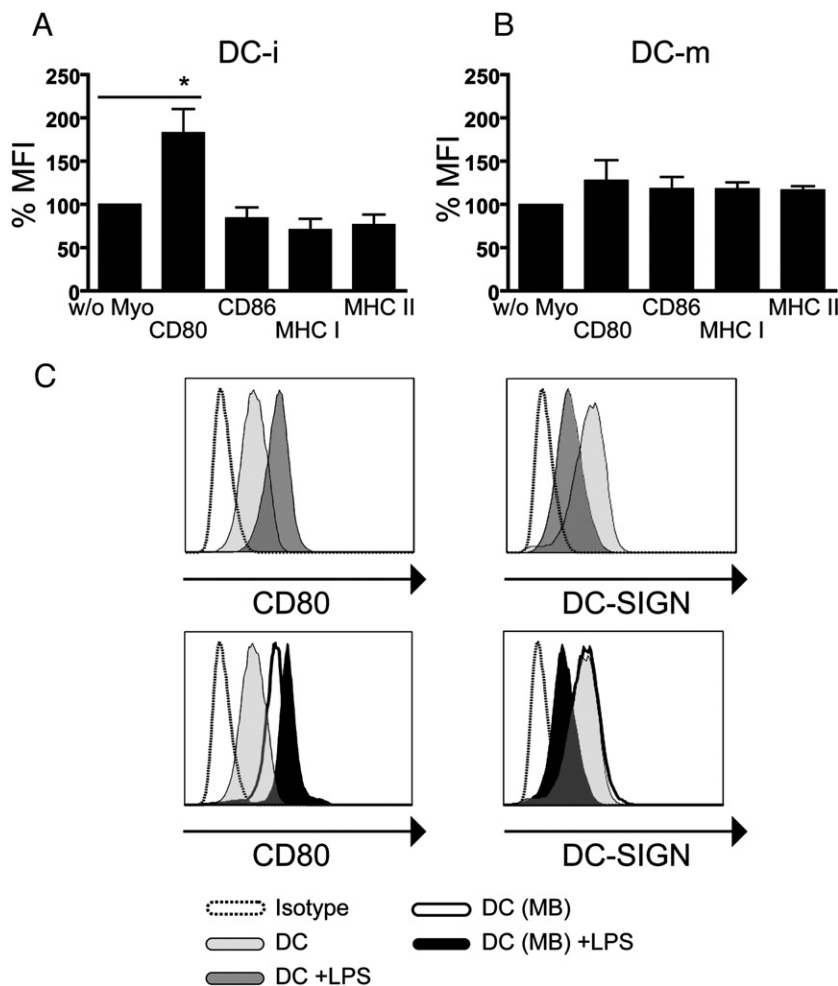 A
DC-i
250
200
150
100
50
0
% MFI
*
w/o Myo
CD80
CD86
MHC I
MHC II
B
DC-m
250
200
150
100
50
0
% MFI
w/o Myo
CD80
CD86
MHC I
MHC II
C
CD80
DC-SIGN
CD80
DC-SIGN
Isotype
DC
DC +LPS
DC (MB)
DC (MB) +LPS